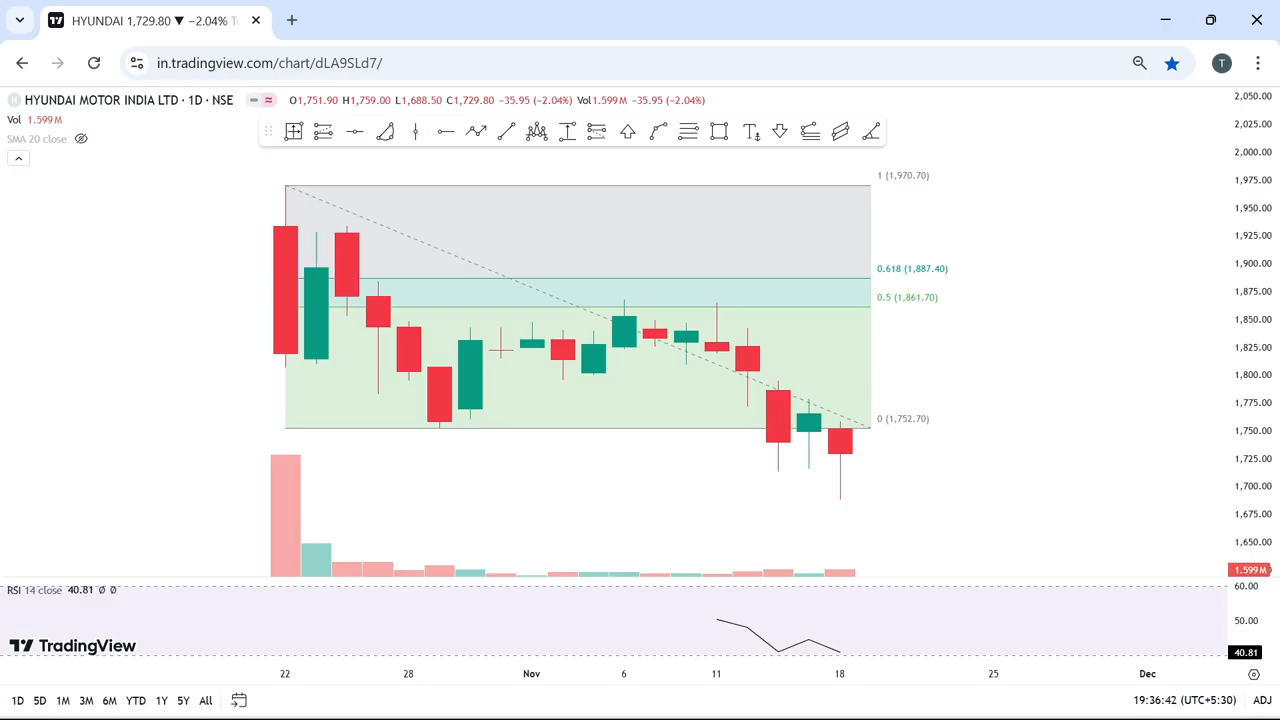 HYUNDAI 1,729.80 ▼ −2.04% T
in.tradingview.com/chart/dLA9SLd7/
T
HYUNDAI MOTOR INDIA LTD · 1D · NSE
O1,751.90 H1,759.00 L1,688.50 C1,729.80 −35.95 (−2.04%) Vol1.599 M −35.95 (−2.04%)
Vol 1.599 M
SMA 20 close
1 (1,970.70)
0.618 (1,887.40)
0.5 (1,861.70)
0 (1,752.70)
2,050.00
2,025.00
2,000.00
1,975.00
1,950.00
1,925.00
1,900.00
1,875.00
1,850.00
1,825.00
1,800.00
1,775.00
1,750.00
1,725.00
1,700.00
1,675.00
1,650.00
1.599 M
RSI 14 close 40.81 Ø Ø
60.00
50.00
40.81
TradingView
22 28 Nov 6 11 18 25 Dec
1D 5D 1M 3M 6M YTD 1Y 5Y All
19:36:42 (UTC+5:30) ADJ